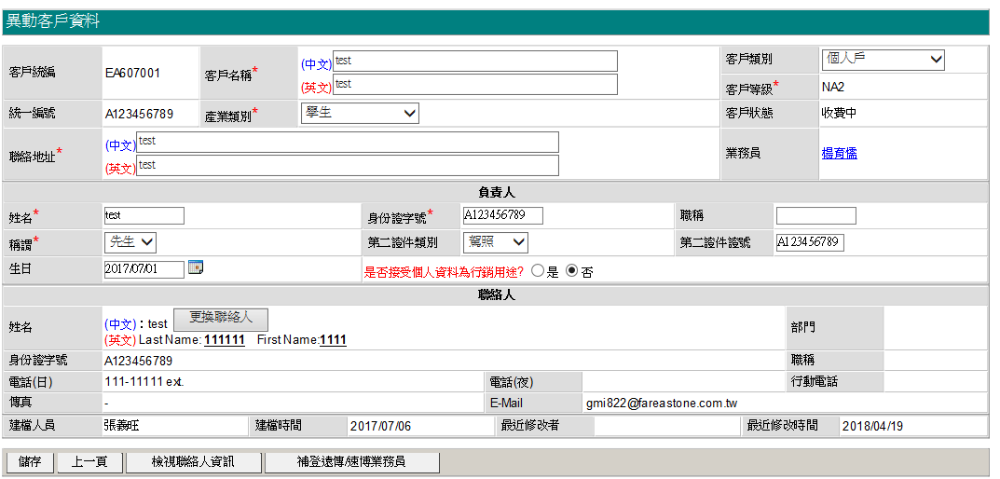 異動客戶資料
客戶統編 EA607001 客戶名稱* (中文) test 客戶類別 個人戶
(英文) test 客戶等級* NA2
統一編號 A123456789 產業類別* 學生 客戶狀態 收費中
聯絡地址* (中文) test 業務員 楊育儒
(英文) test
負責人
姓名* test 身份證字號* A123456789 職稱
稱謂* 先生 第二證件類別 駕照 第二證件證號 A123456789
生日 2017/07/01 是否接受個人資料為行銷用途? 是 否
聯絡人
姓名 (中文)：test 更換聯絡人 部門
(英文) Last Name: 111111 First Name: 1111
身份證字號 A123456789 職稱
電話(日) 111-11111 ext. 電話(夜) 行動電話
傳真 - E-Mail gmi822@fareastone.com.tw
建檔人員 張義旺 建檔時間 2017/07/06 最近修改者 最近修改時間 2018/04/19
儲存 上一頁 檢視聯絡人資訊 補登遠傳/速博業務員